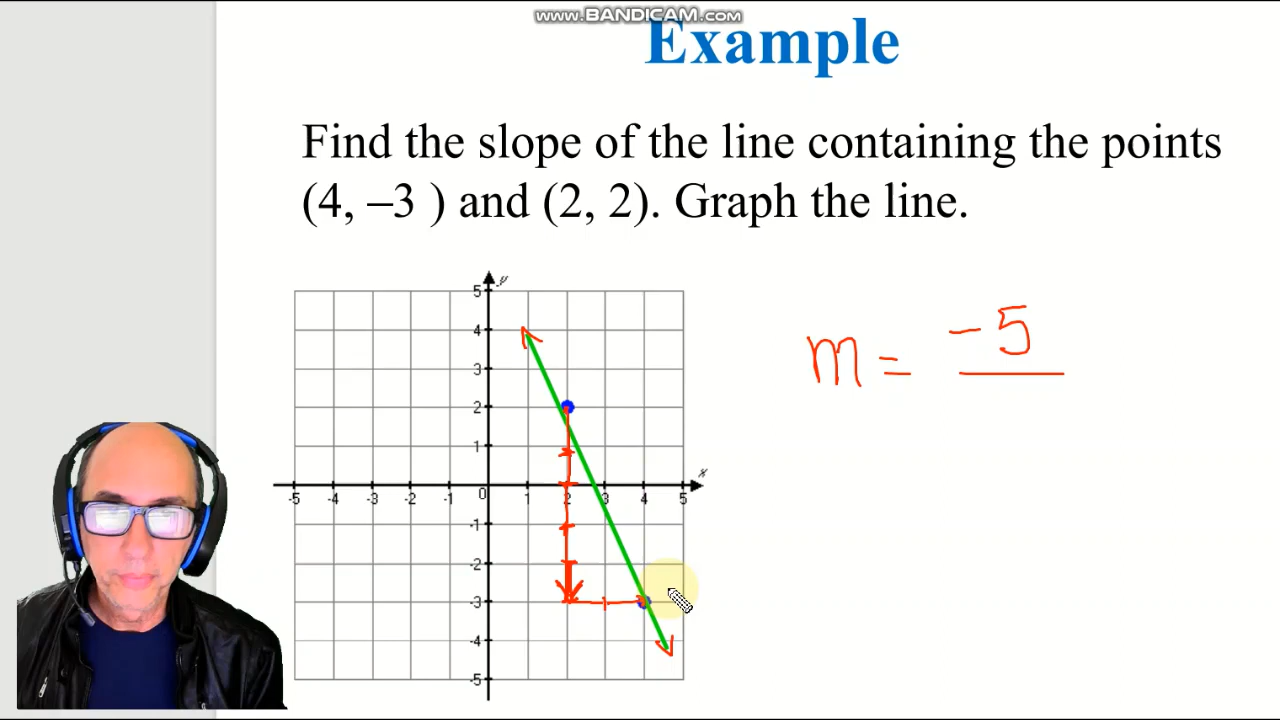 www.BANDICAM.com
Example
Find the slope of the line containing the points
(4, –3 ) and (2, 2). Graph the line.
y
5
4
3
2
1
x
-5 -4 -3 -2 -1 0 1 2 3 4 5
-1
-2
-3
-4
-5
m = -5